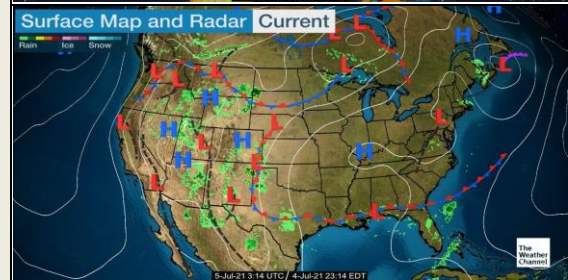 Surface Map and Radar Current
Rain Ice Snow
H
L
H
L
L
L
L
L
L
H
L
L
L
H
H
L
H
H
L
L
L
L
The
Weather
Channel
5-Jul-21 3:14 UTC / 4-Jul-21 23:14 EDT